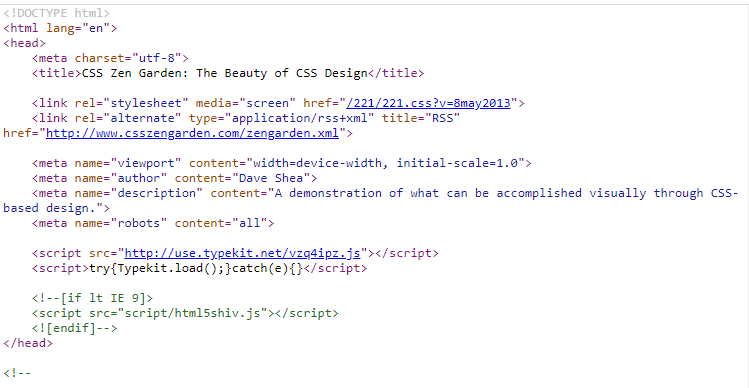 <!DOCTYPE html>
<html lang="en">
<head>
    <meta charset="utf-8">
    <title>CSS Zen Garden: The Beauty of CSS Design</title>

    <link rel="stylesheet" media="screen" href="/221/221.css?v=8may2013">
    <link rel="alternate" type="application/rss+xml" title="RSS"
href="http://www.csszengarden.com/zengarden.xml">

    <meta name="viewport" content="width=device-width, initial-scale=1.0">
    <meta name="author" content="Dave Shea">
    <meta name="description" content="A demonstration of what can be accomplished visually through CSS-
based design.">
    <meta name="robots" content="all">

    <script src="http://use.typekit.net/vzq4ipz.js"></script>
    <script>try{Typekit.load();}catch(e){}</script>

    <!--[if lt IE 9]>
    <script src="script/html5shiv.js"></script>
    <![endif]-->
</head>

<!--